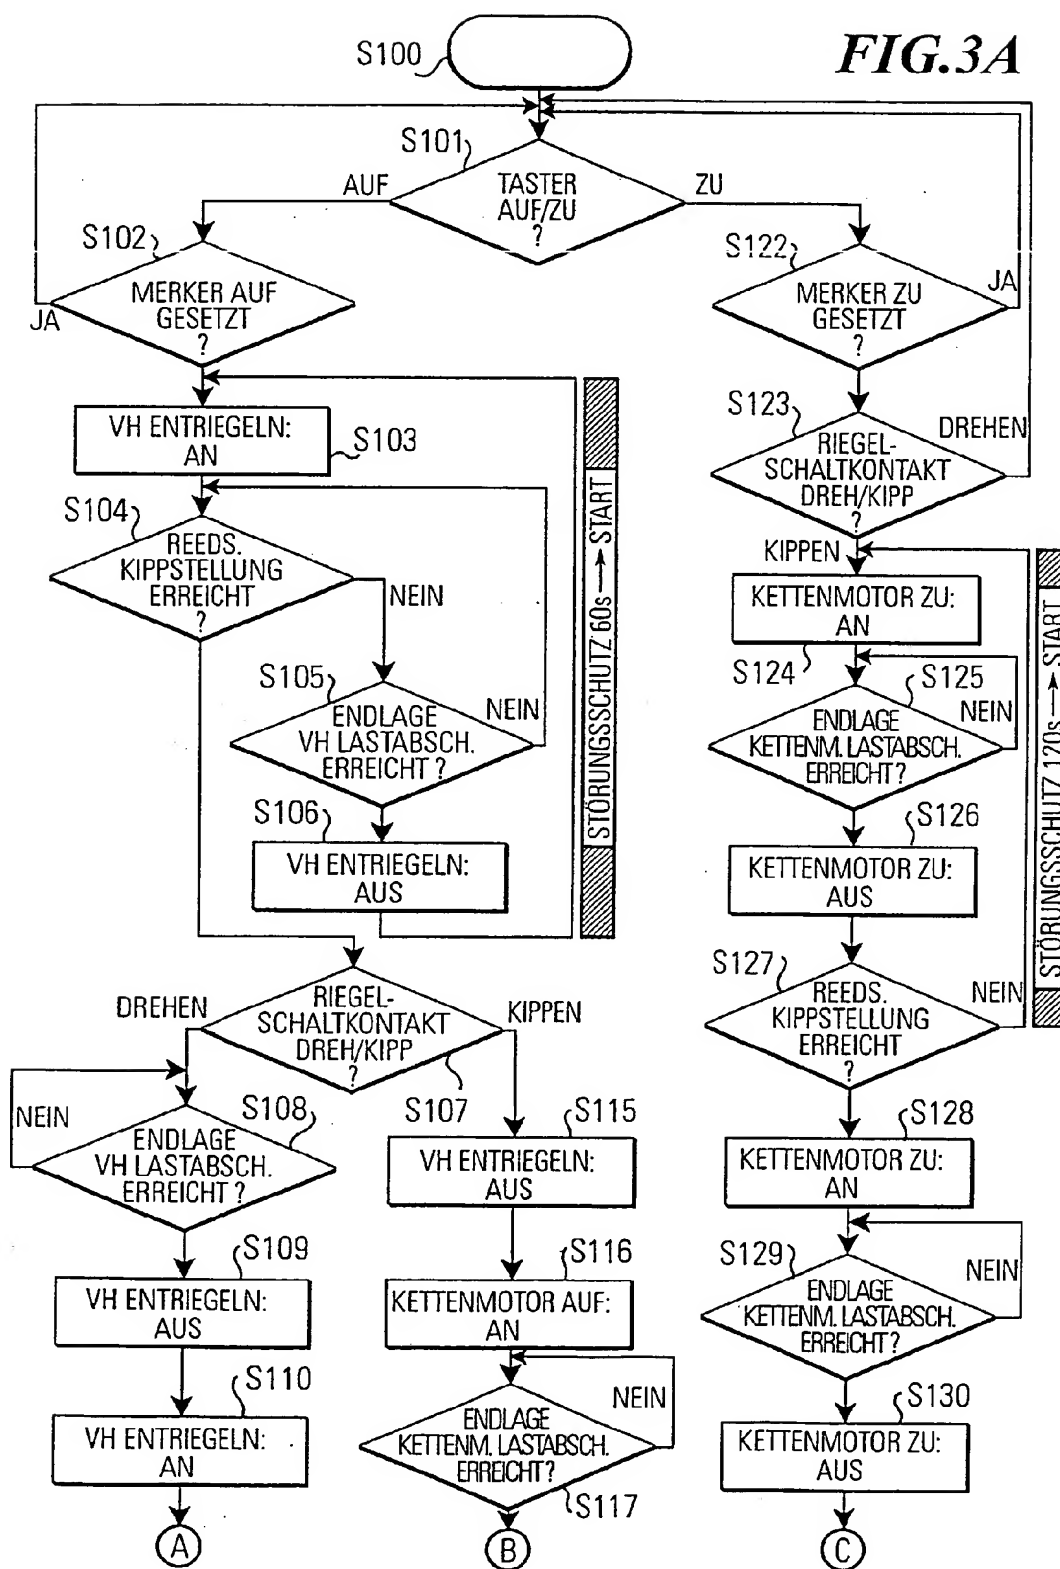 FIG.3A
S100
S101
TASTER
AUF/ZU
?
AUF
ZU
S102
MERKER AUF
GESETZT
?
JA
S122
MERKER ZU
GESETZT
?
JA
VH ENTRIEGELN:
AN
S103
S104
REEDS.
KIPPSTELLUNG
ERREICHT
?
NEIN
S105
ENDLAGE
VH LASTABSCH.
ERREICHT ?
NEIN
S106
VH ENTRIEGELN:
AUS
STÖRUNGSSCHUTZ 60s → START
S123
RIEGEL-
SCHALTKONTAKT
DREH/KIPP
?
DREHEN
KIPPEN
KETTENMOTOR ZU:
AN
S124
S125
ENDLAGE
KETTENM. LASTABSCH.
ERREICHT?
NEIN
S126
KETTENMOTOR ZU:
AUS
S127
REEDS.
KIPPSTELLUNG
ERREICHT
?
NEIN
STÖRUNGSSCHUTZ 120s → START
DREHEN
RIEGEL-
SCHALTKONTAKT
DREH/KIPP
?
KIPPEN
S107
NEIN
S108
ENDLAGE
VH LASTABSCH.
ERREICHT ?
S109
VH ENTRIEGELN:
AUS
S110
VH ENTRIEGELN:
AN
A
S115
VH ENTRIEGELN:
AUS
S116
KETTENMOTOR AUF:
AN
NEIN
ENDLAGE
KETTENM. LASTABSCH.
ERREICHT?
S117
B
S128
KETTENMOTOR ZU:
AN
S129
ENDLAGE
KETTENM. LASTABSCH.
ERREICHT?
NEIN
S130
KETTENMOTOR ZU:
AUS
C